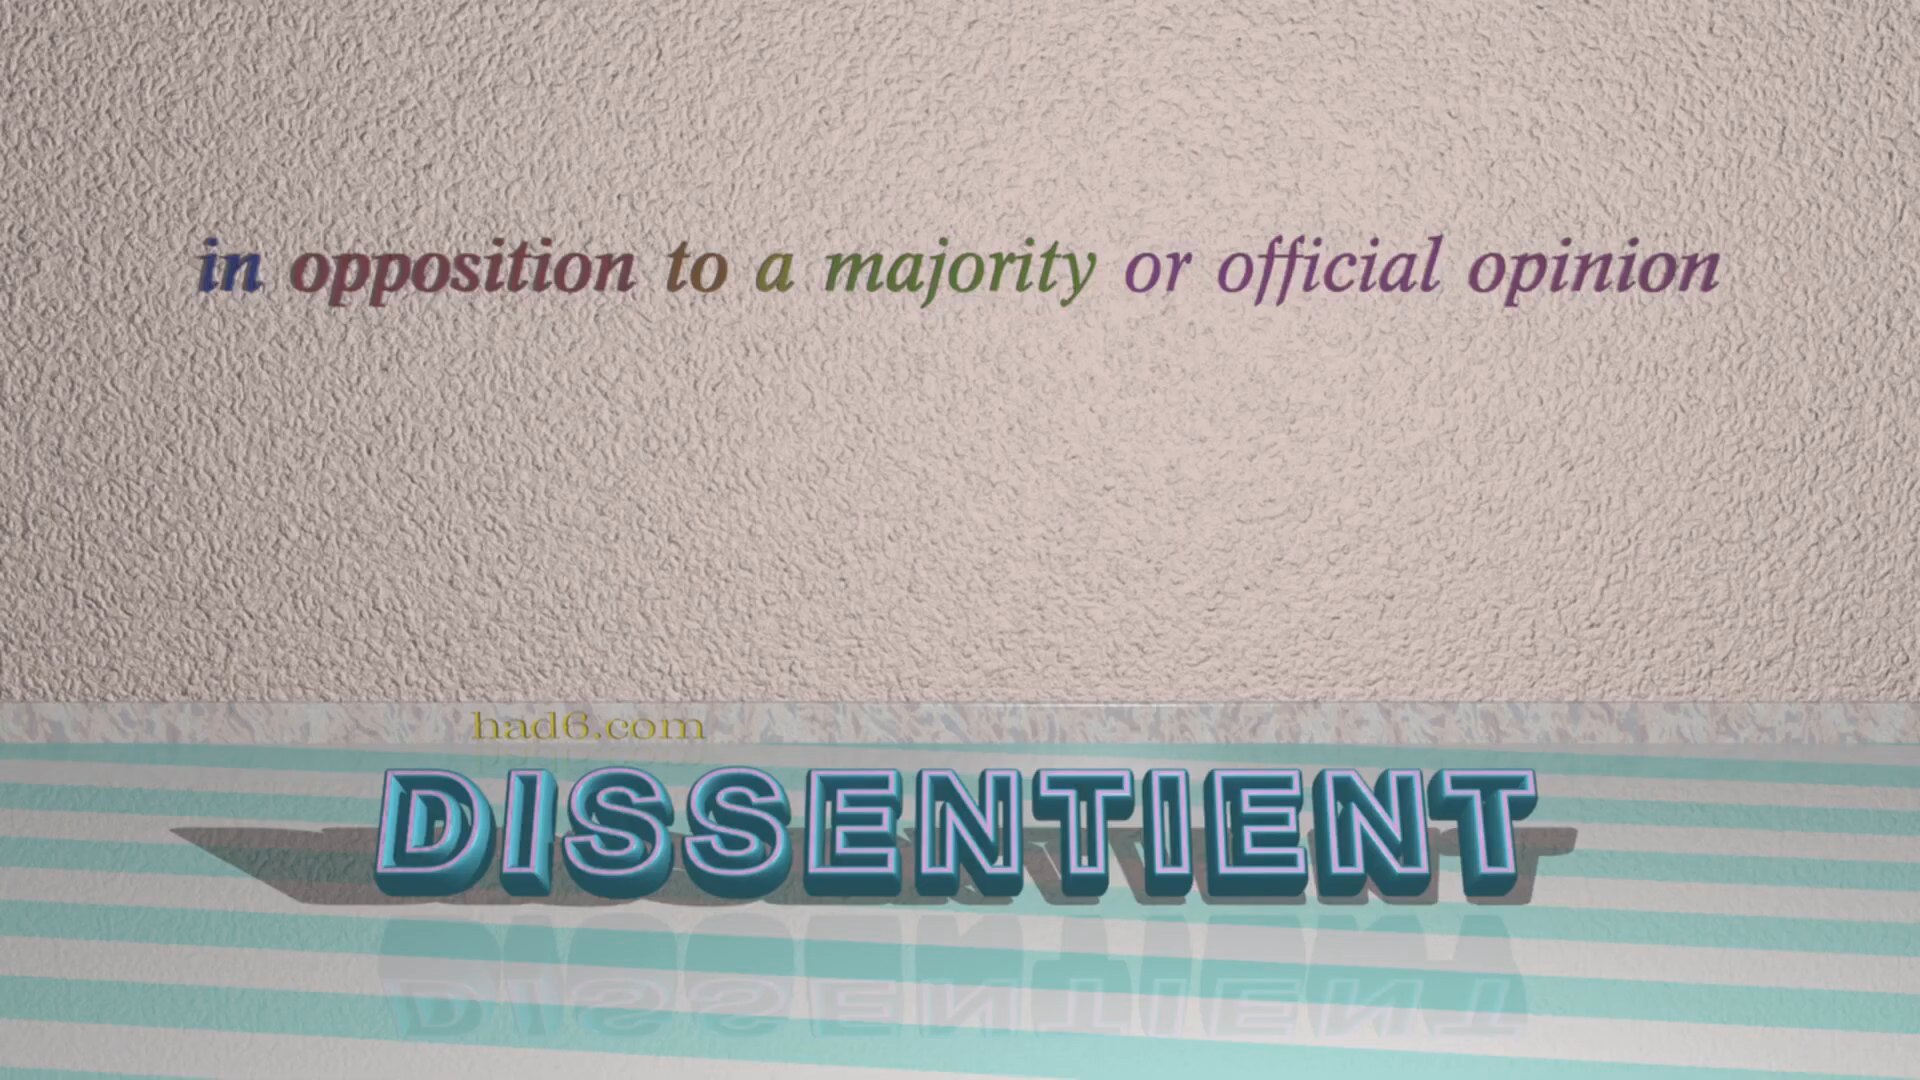 in opposition to a majority or official opinion
had6.com
DISSENTIENT